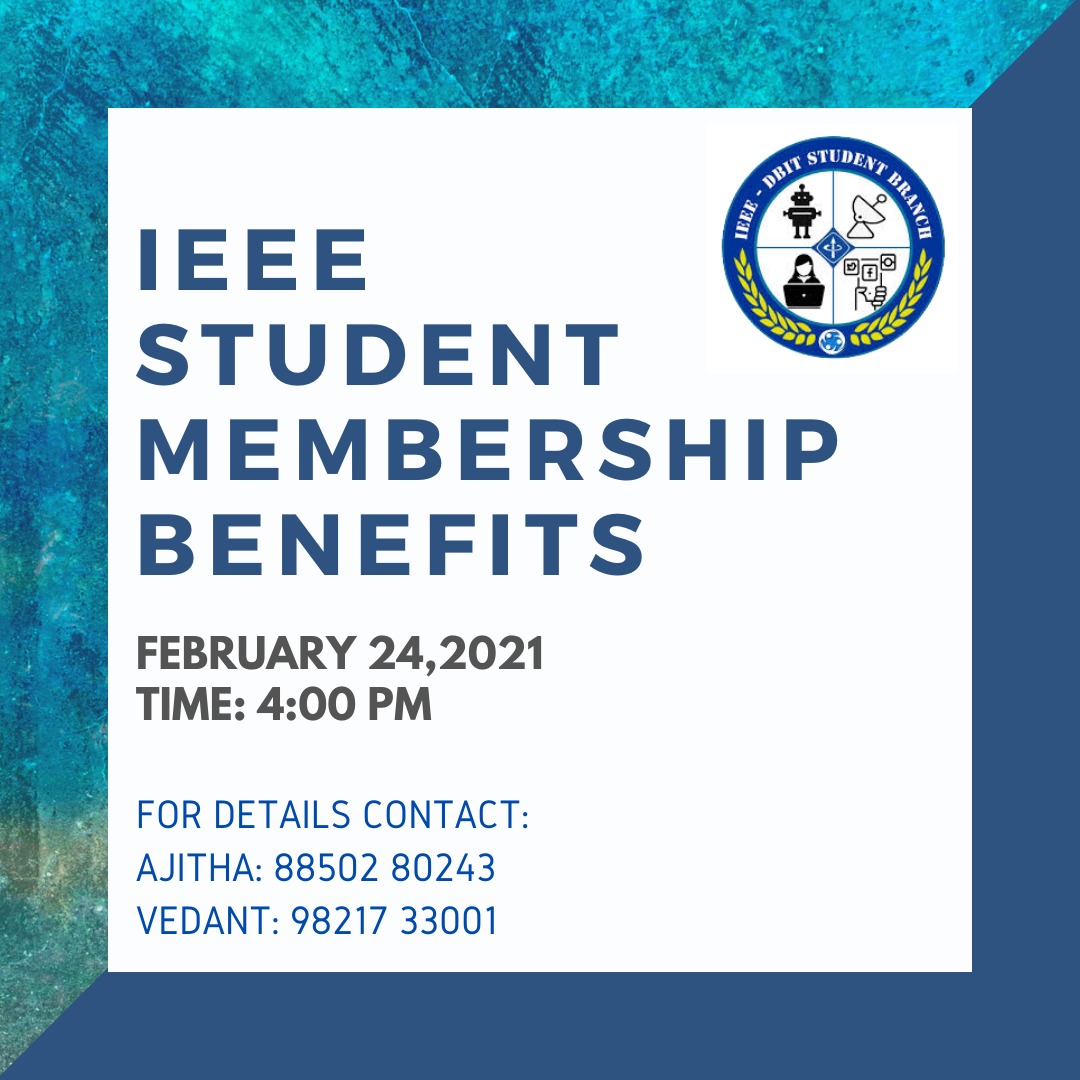 IEEE - DBIT STUDENT BRANCH
IEEE
STUDENT
MEMBERSHIP
BENEFITS
FEBRUARY 24,2021
TIME: 4:00 PM
FOR DETAILS CONTACT:
AJITHA: 88502 80243
VEDANT: 98217 33001